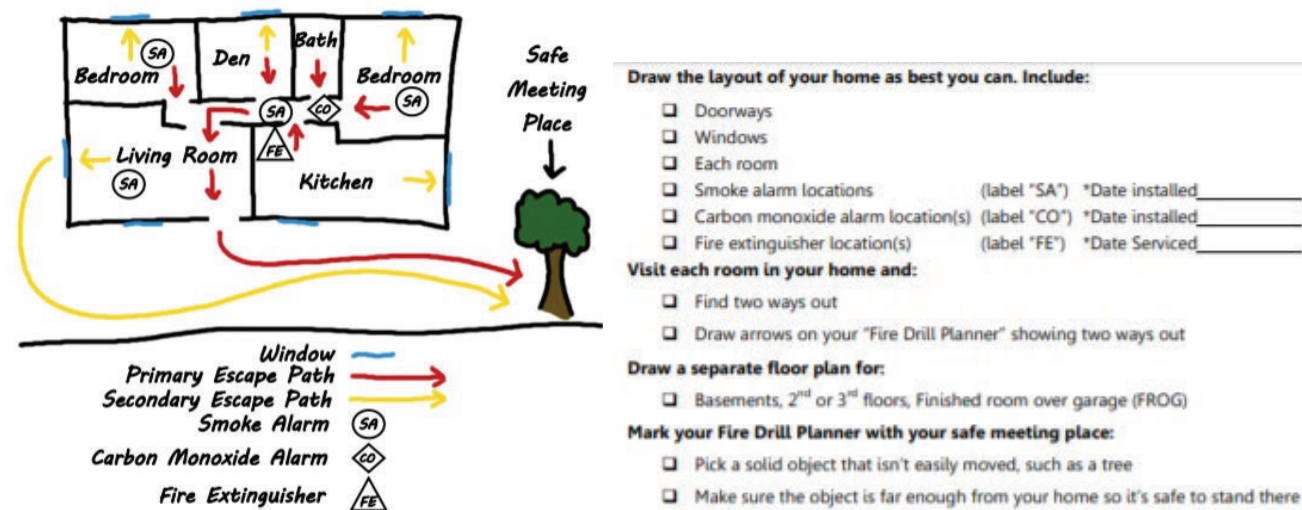 Bedroom
SA
Den
Bath
Bedroom
SA
SA
CO
FE
Living Room
SA
Kitchen
Safe
Meeting
Place
Window
Primary Escape Path
Secondary Escape Path
Smoke Alarm SA
Carbon Monoxide Alarm CO
Fire Extinguisher FE
Draw the layout of your home as best you can. Include:
❑ Doorways
❑ Windows
❑ Each room
❑ Smoke alarm locations (label "SA") *Date installed__________
❑ Carbon monoxide alarm location(s) (label "CO") *Date installed__________
❑ Fire extinguisher location(s) (label "FE") *Date Serviced__________
Visit each room in your home and:
❑ Find two ways out
❑ Draw arrows on your "Fire Drill Planner" showing two ways out
Draw a separate floor plan for:
❑ Basements, 2nd or 3rd floors, Finished room over garage (FROG)
Mark your Fire Drill Planner with your safe meeting place:
❑ Pick a solid object that isn't easily moved, such as a tree
❑ Make sure the object is far enough from your home so it's safe to stand there